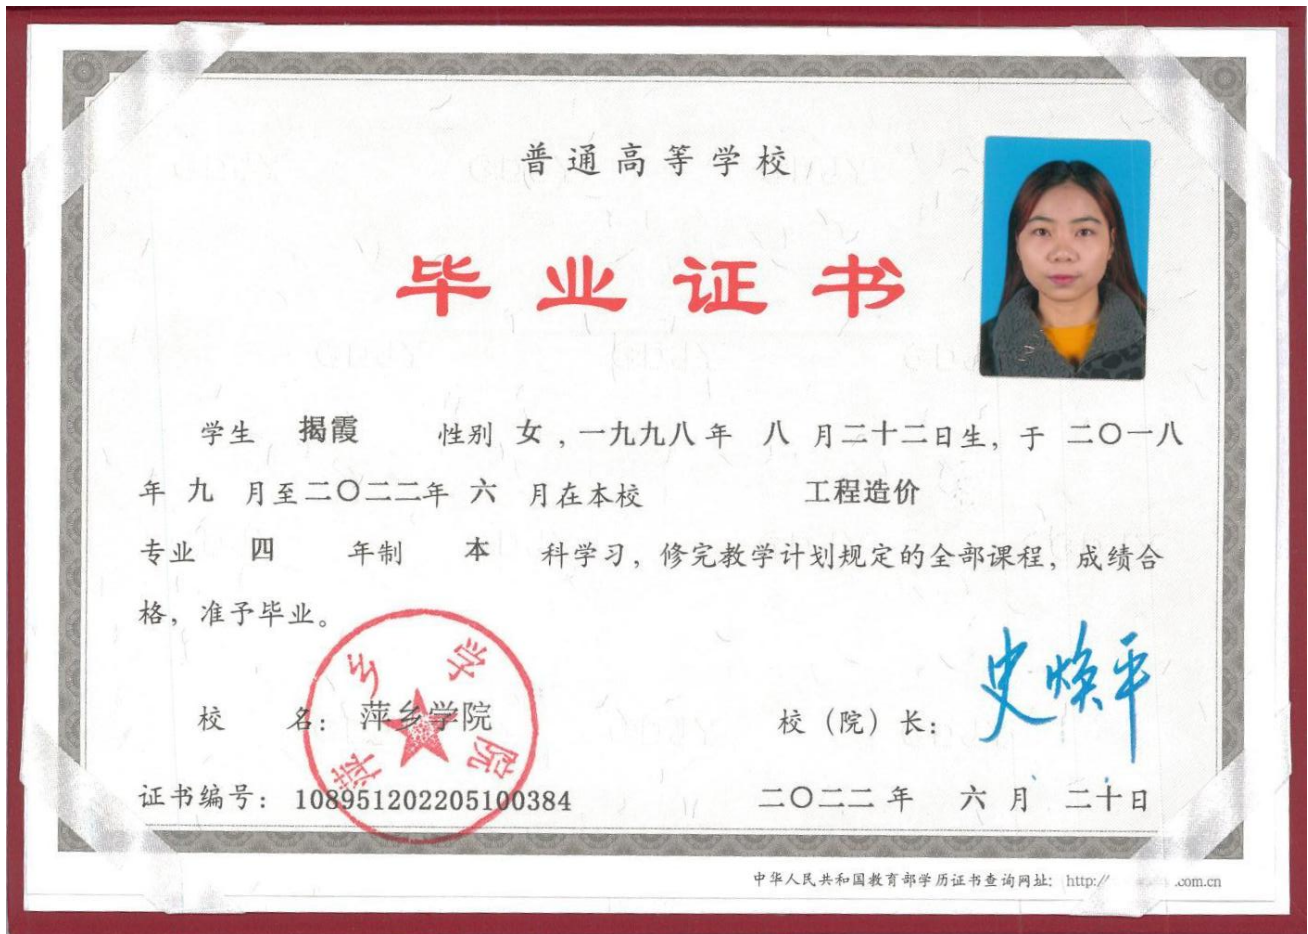 普通高等学校
毕业证书
学生 揭霞 性别 女，一九九八年 八 月二十二日生，于 二〇一八
年 九 月至二〇二二年 六 月在本校 工程造价
专业 四 年制 本 科学习，修完教学计划规定的全部课程，成绩合
格，准予毕业。
萍乡学院
校 名：萍乡学院 校（院）长：史焕平
证书编号：108951202205100384 二〇二二年 六 月 二十日
中华人民共和国教育部学历证书查询网址：http:// .com.cn